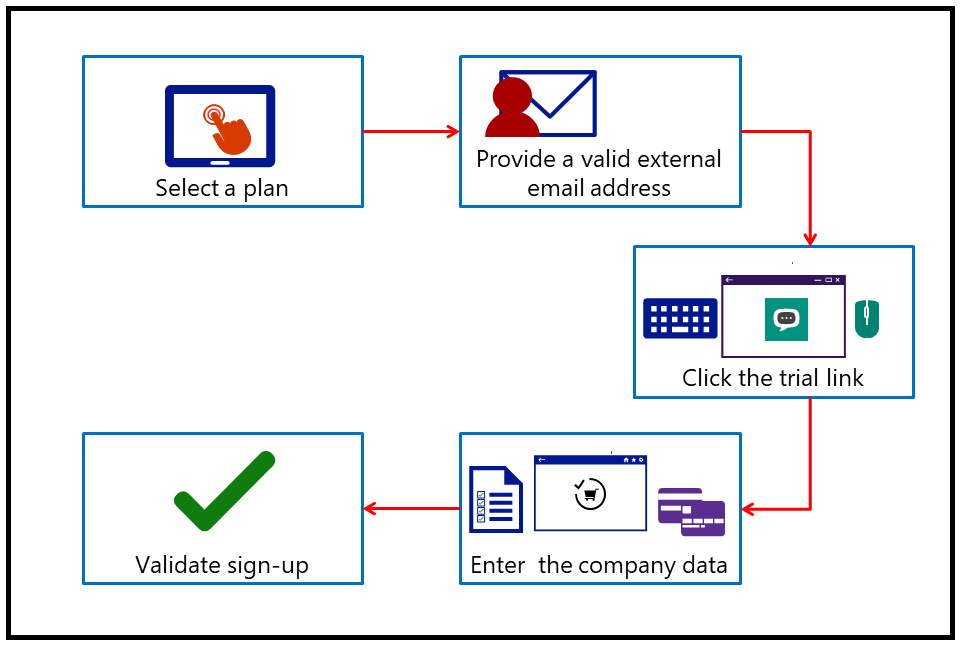 Select a plan
Provide a valid external
email address
Click the trial link
Enter  the company data
Validate sign-up